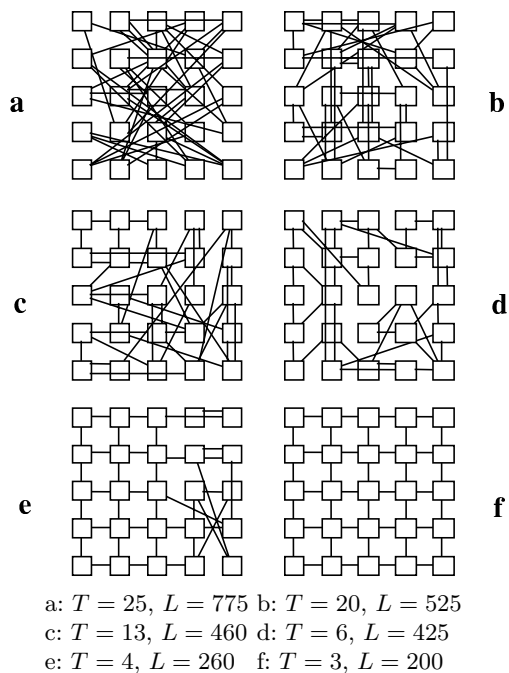 a
b
c
d
e
f
a: T = 25, L = 775 b: T = 20, L = 525
c: T = 13, L = 460 d: T = 6, L = 425
e: T = 4, L = 260 f: T = 3, L = 200